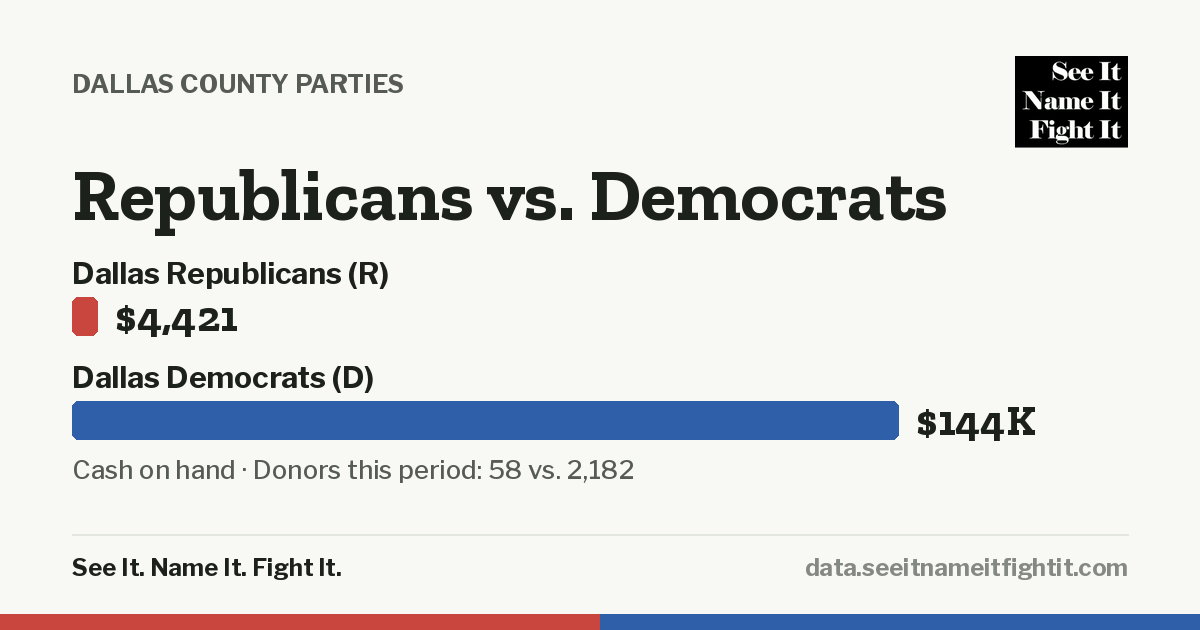 DALLAS COUNTY PARTIES
See It
Name It
Fight It
Republicans vs. Democrats
Dallas Republicans (R)
$4,421
Dallas Democrats (D)
$144K
Cash on hand · Donors this period: 58 vs. 2,182
See It. Name It. Fight It.
data.seeitnameitfightit.com